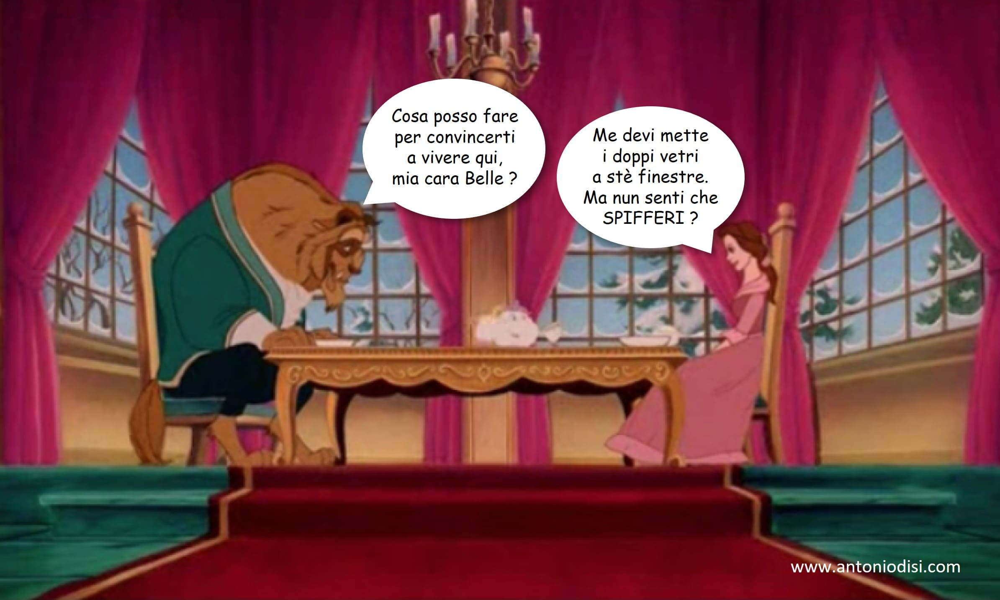 Cosa posso fare
per convincerti
a vivere qui,
mia cara Belle ?
Me devi mette
i doppi vetri
a stè finestre.
Ma nun senti che
SPIFFERI ?
www.antoniodisi.com